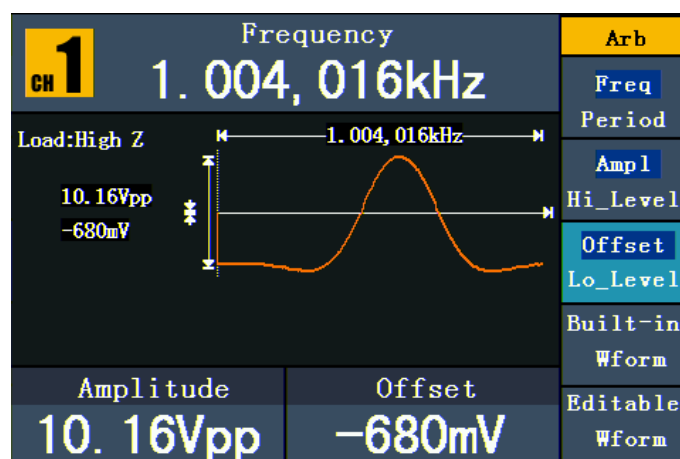 CH 1
Frequency
1.004,016kHz
Load:High Z
1.004,016kHz
10.16Vpp
-680mV
Amplitude
10.16Vpp
Offset
-680mV
Arb
Freq
Period
Ampl
Hi_Level
Offset
Lo_Level
Built-in
Wform
Editable
Wform